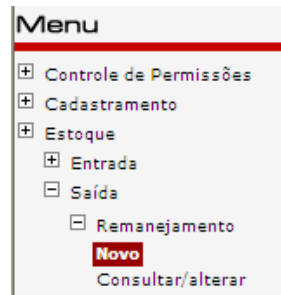 Menu
Controle de Permissões
Cadastramento
Estoque
Entrada
Saída
Remanejamento
Novo
Consultar/alterar